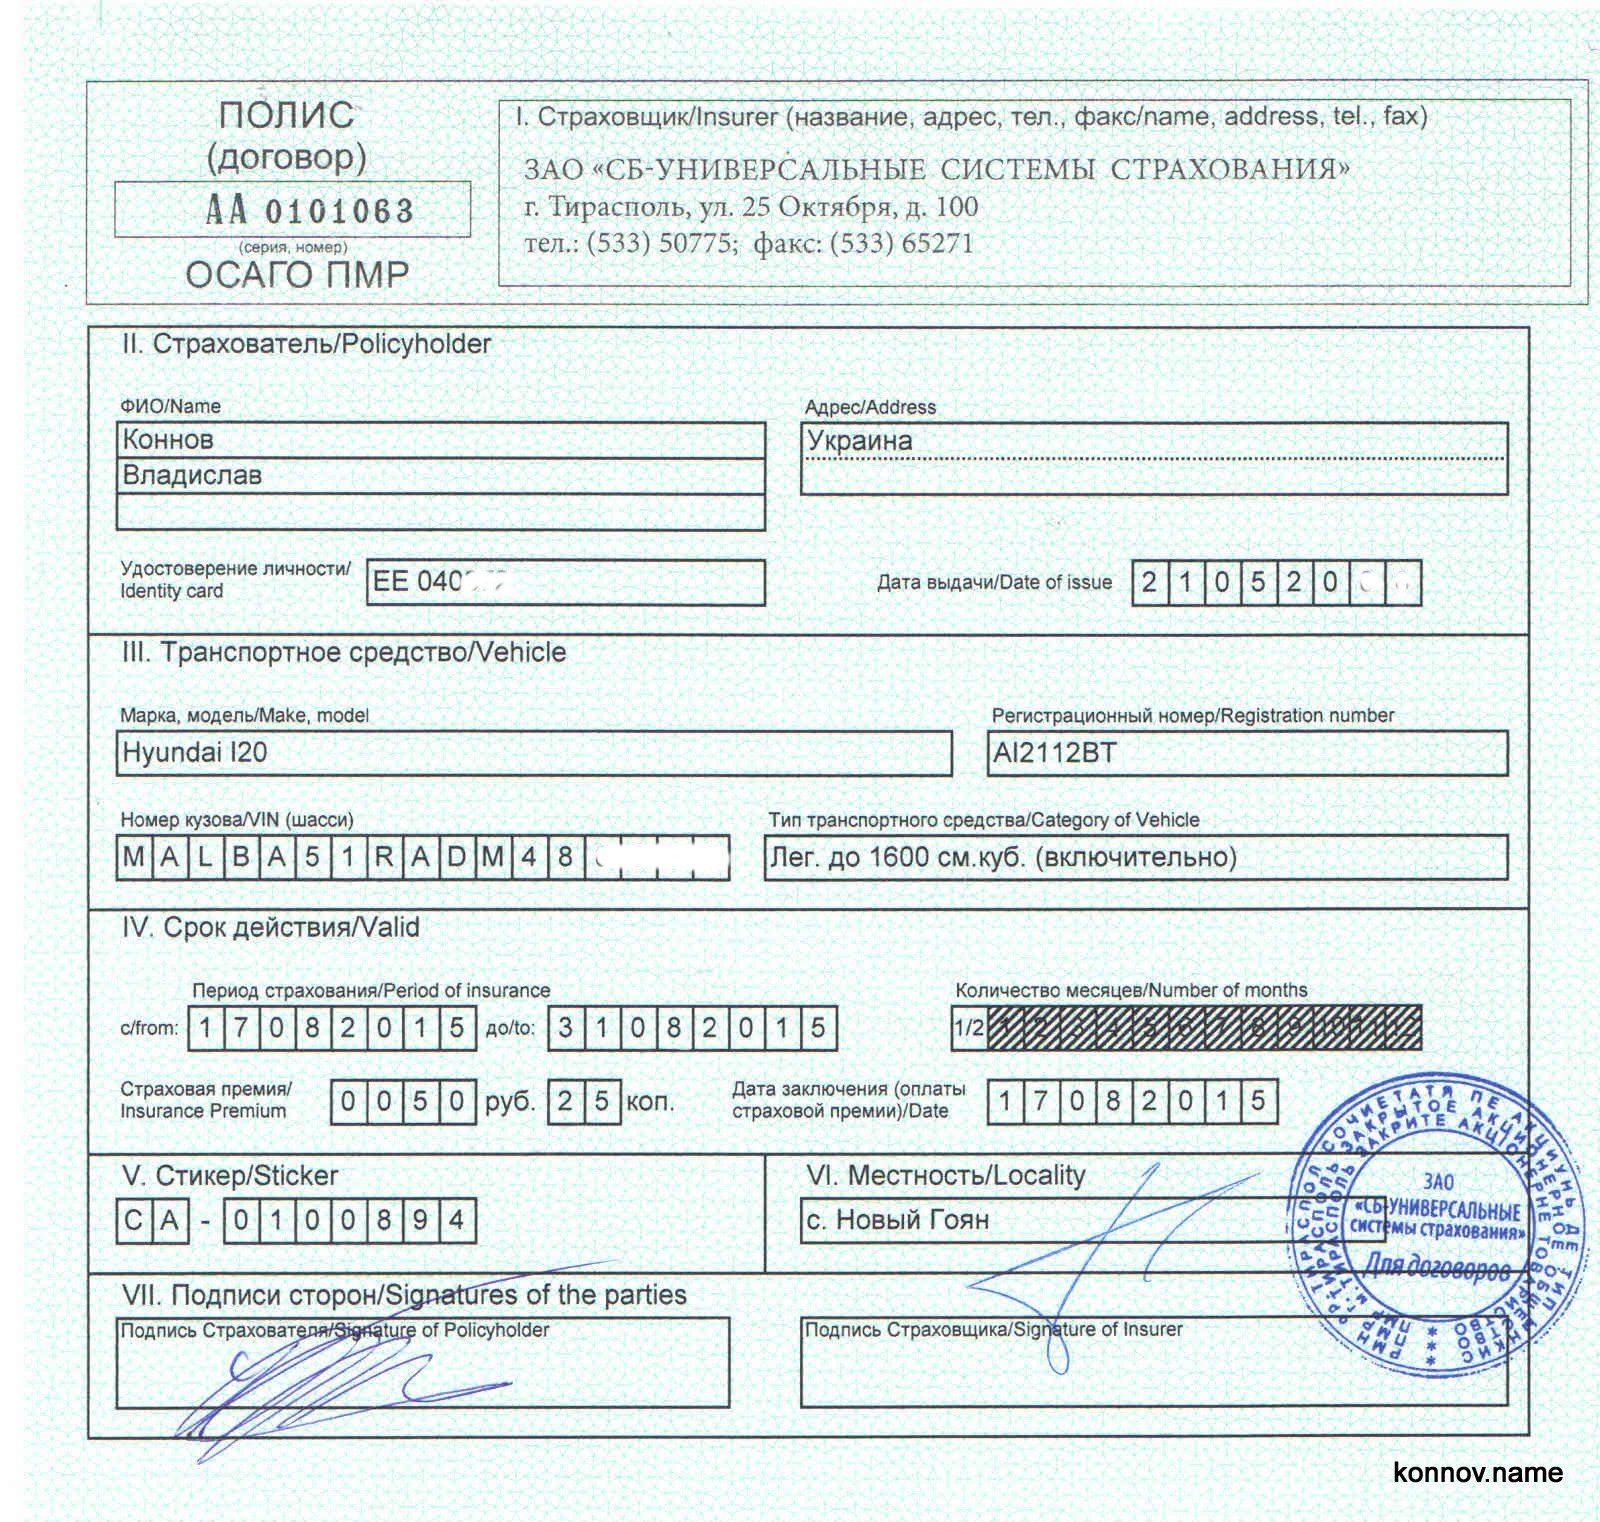 ПОЛИС
(договор)
АА 0101063
(серия, номер)
ОСАГО ПМР
I. Страховщик/Insurer (название, адрес, тел., факс/name, address, tel., fax)
ЗАО «СБ-УНИВЕРСАЛЬНЫЕ СИСТЕМЫ СТРАХОВАНИЯ»
г. Тирасполь, ул. 25 Октября, д. 100
тел.: (533) 50775; факс: (533) 65271
II. Страхователь/Policyholder
ФИО/Name
Коннов
Владислав
Адрес/Address
Украина
Удостоверение личности/
Identity card
ЕЕ 040
Дата выдачи/Date of issue
2 1 0 5 2 0
III. Транспортное средство/Vehicle
Марка, модель/Make, model
Hyundai I20
Регистрационный номер/Registration number
AI2112BT
Номер кузова/VIN (шасси)
M A L B A 5 1 R A D M 4 8
Тип транспортного средства/Category of Vehicle
Лег. до 1600 см.куб. (включительно)
IV. Срок действия/Valid
Период страхования/Period of insurance
с/from: 1 7 0 8 2 0 1 5 до/to: 3 1 0 8 2 0 1 5
Количество месяцев/Number of months
1/2 1 2 3 4 5 6 7 8 9 10 11 12
Страховая премия/
Insurance Premium
0 0 5 0 руб. 2 5 коп.
Дата заключения (оплаты
страховой премии)/Date
1 7 0 8 2 0 1 5
V. Стикер/Sticker
С А - 0 1 0 0 8 9 4
VI. Местность/Locality
с. Новый Гоян
VII. Подписи сторон/Signatures of the parties
Подпись Страхователя/Signature of Policyholder
Подпись Страховщика/Signature of Insurer
ЗАО
«СБ-УНИВЕРСАЛЬНЫЕ
системы страхования»
Для договоров
konnov.name